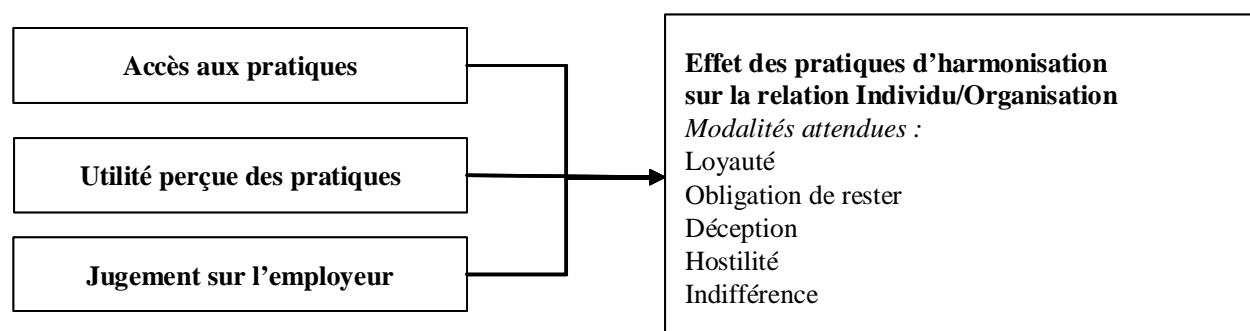 Accès aux pratiques
Utilité perçue des pratiques
Jugement sur l’employeur
Effet des pratiques d’harmonisation
sur la relation Individu/Organisation
Modalités attendues :
Loyauté
Obligation de rester
Déception
Hostilité
Indifférence